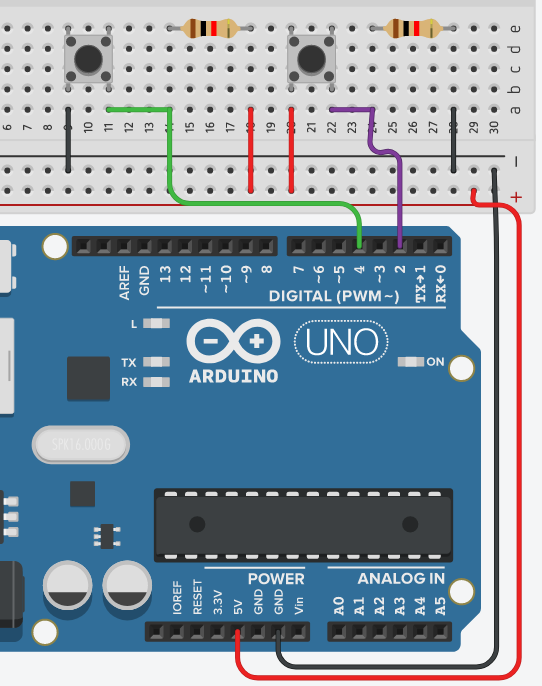 e
d
c
b
a
6 7 8 9 10 11 12 13 14 15 16 17 18 19 20 21 22 23 24 25 26 27 28 29 30
−
+
AREF GND 13 12 ~11 ~10 ~9 8 7 ~6 ~5 4 ~3 2 TX→1 RX←0
DIGITAL (PWM~)
L
TX
RX
ARDUINO
UNO
ON
SPKT6.000G
POWER
ANALOG IN
IOREF RESET 3.3V 5V GND GND Vin A0 A1 A2 A3 A4 A5